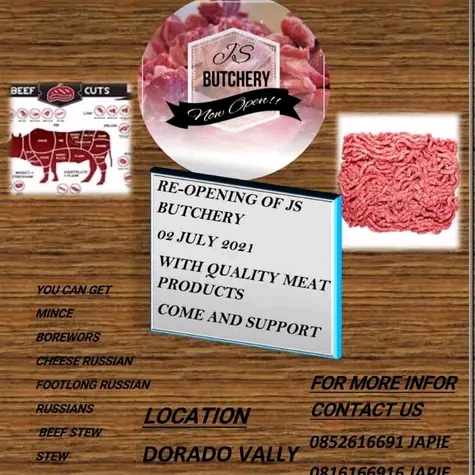 JS
BUTCHERY
Now Open!!
BEEF CUTS
RE-OPENING OF JS
BUTCHERY
02 JULY 2021
WITH QUALITY MEAT
PRODUCTS
COME AND SUPPORT
YOU CAN GET
MINCE
BOREWORS
CHEESE RUSSIAN
FOOTLONG RUSSIAN
RUSSIANS
BEEF STEW
STEW
LOCATION
DORADO VALLY
FOR MORE INFOR
CONTACT US
0852616691 JAPIE
0816166916 JAPIE